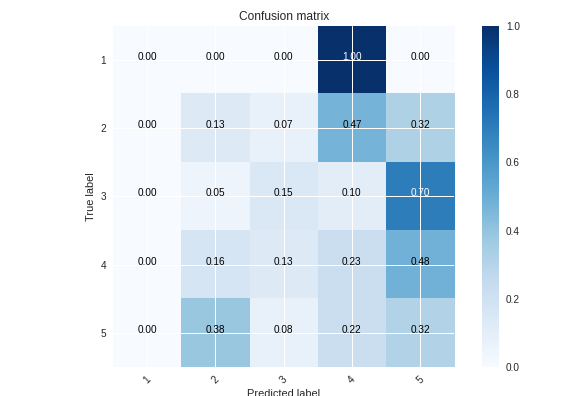 Confusion matrix
1 0.00 0.00 0.00 1.00 0.00
2 0.00 0.13 0.07 0.47 0.32
3 0.00 0.05 0.15 0.10 0.70
4 0.00 0.16 0.13 0.23 0.48
5 0.00 0.38 0.08 0.22 0.32
True label
1 2 3 4 5
Predicted label
1.0
0.8
0.6
0.4
0.2
0.0